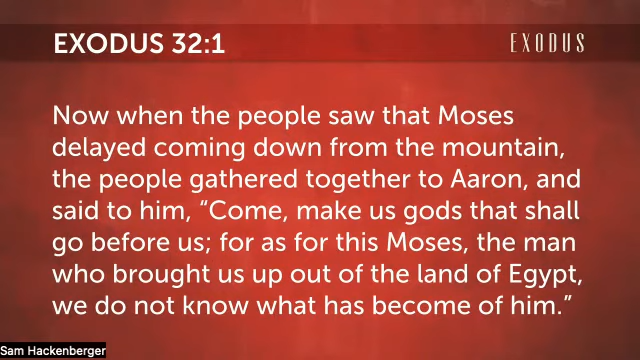 EXODUS 32:1
EXODUS
Now when the people saw that Moses
delayed coming down from the mountain,
the people gathered together to Aaron, and
said to him, “Come, make us gods that shall
go before us; for as for this Moses, the man
who brought us up out of the land of Egypt,
we do not know what has become of him.”
Sam Hackenberger